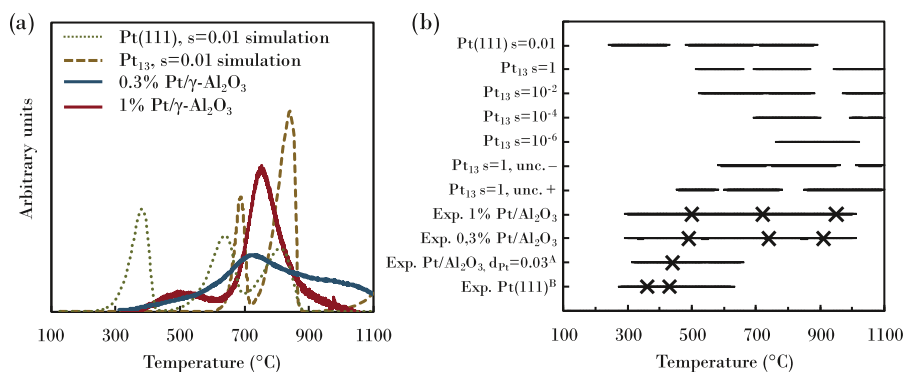 (a)
Pt(111), s=0.01 simulation
Pt13, s=0.01 simulation
0.3% Pt/γ-Al2O3
1% Pt/γ-Al2O3
Arbitrary units
100 300 500 700 900 1100
Temperature (°C)
(b)
Pt(111) s=0.01
Pt13 s=1
Pt13 s=10-2
Pt13 s=10-4
Pt13 s=10-6
Pt13 s=1, unc. −
Pt13 s=1, unc. +
Exp. 1% Pt/Al2O3
Exp. 0.3% Pt/Al2O3
Exp. Pt/Al2O3, dPt=0.03A
Exp. Pt(111)B
100 300 500 700 900 1100
Temperature (°C)